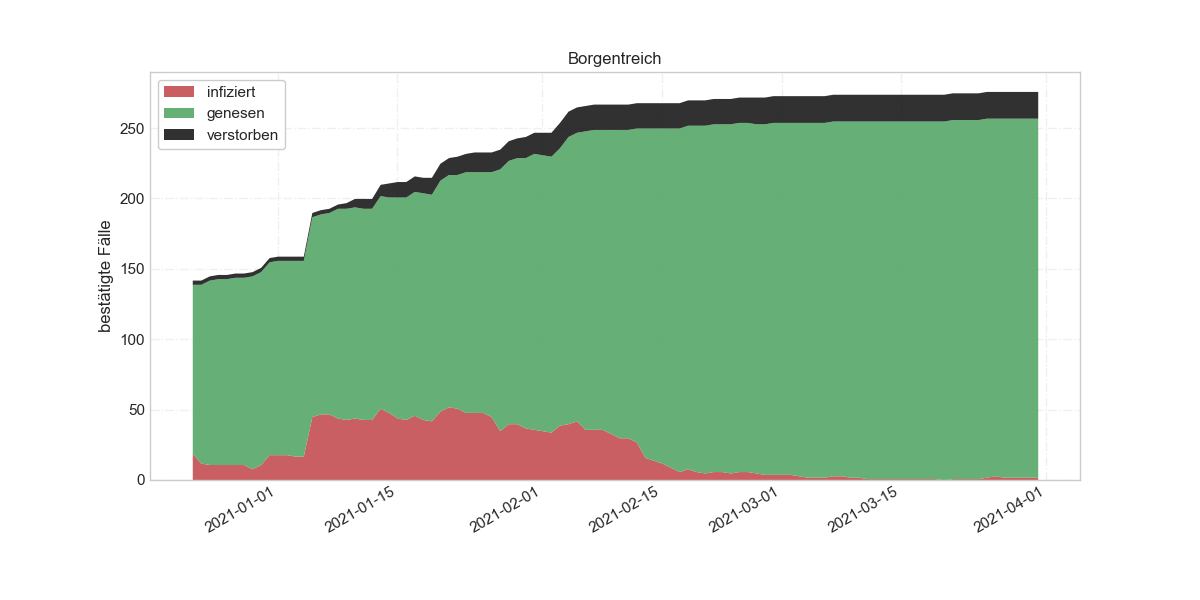 Borgentreich
infiziert
genesen
verstorben
bestätigte Fälle
250
200
150
100
50
0
2021-01-01
2021-01-15
2021-02-01
2021-02-15
2021-03-01
2021-03-15
2021-04-01